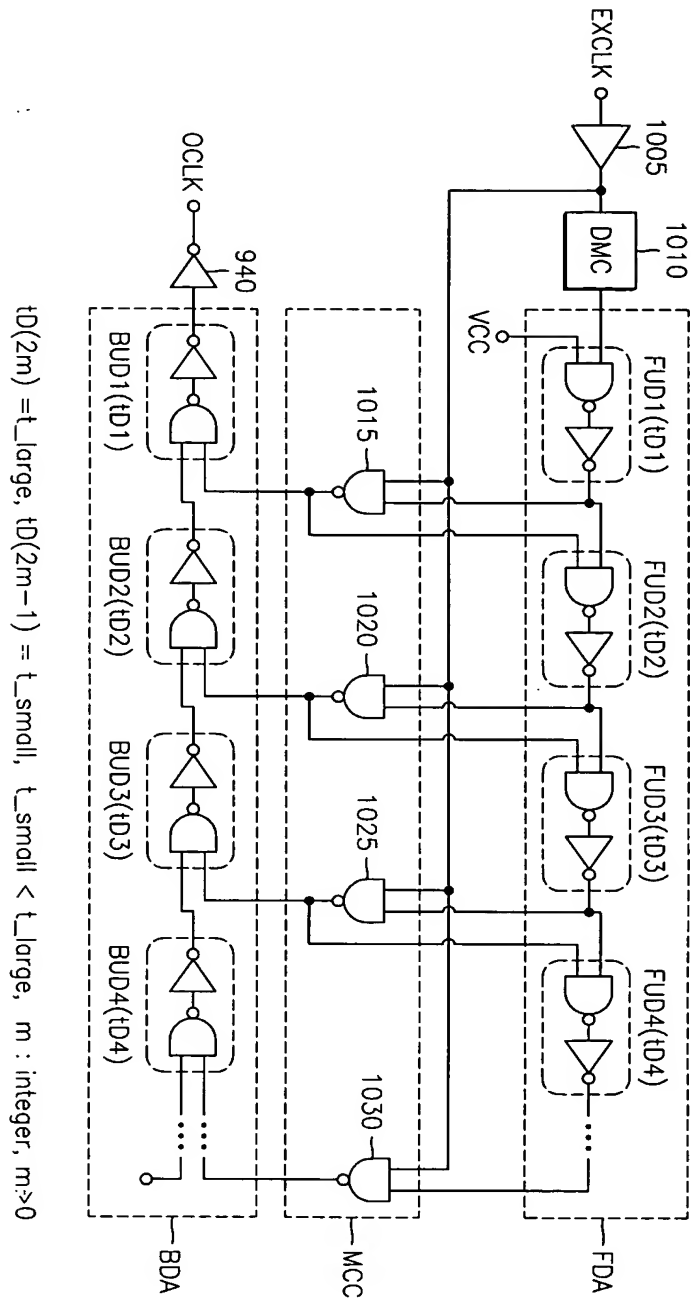 EXCLK
1005
1010
DMC
VCC
FUD1(tD1)
FUD2(tD2)
FUD3(tD3)
FUD4(tD4)
FDA
1015
1020
1025
1030
MCC
OCLK
940
BUD1(tD1)
BUD2(tD2)
BUD3(tD3)
BUD4(tD4)
BDA
tD(2m) =t_large, tD(2m-1) = t_small, t_small < t_large, m : integer, m>0